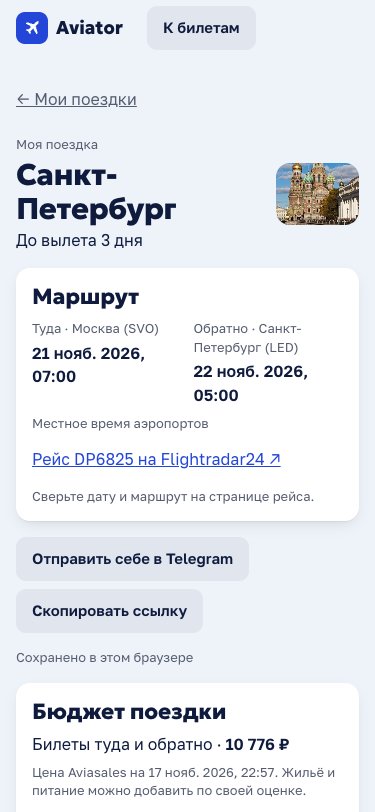 Aviator
К билетам
← Мои поездки
Моя поездка
Санкт-
Петербург
До вылета 3 дня
Маршрут
Туда · Москва (SVO)
21 нояб. 2026,
07:00
Обратно · Санкт-
Петербург (LED)
22 нояб. 2026,
05:00
Местное время аэропортов
Рейс DP6825 на Flightradar24 ↗
Сверьте дату и маршрут на странице рейса.
Отправить себе в Telegram
Скопировать ссылку
Сохранено в этом браузере
Бюджет поездки
Билеты туда и обратно · 10 776 ₽
Цена Aviasales на 17 нояб. 2026, 22:57. Жильё и
питание можно добавить по своей оценке.